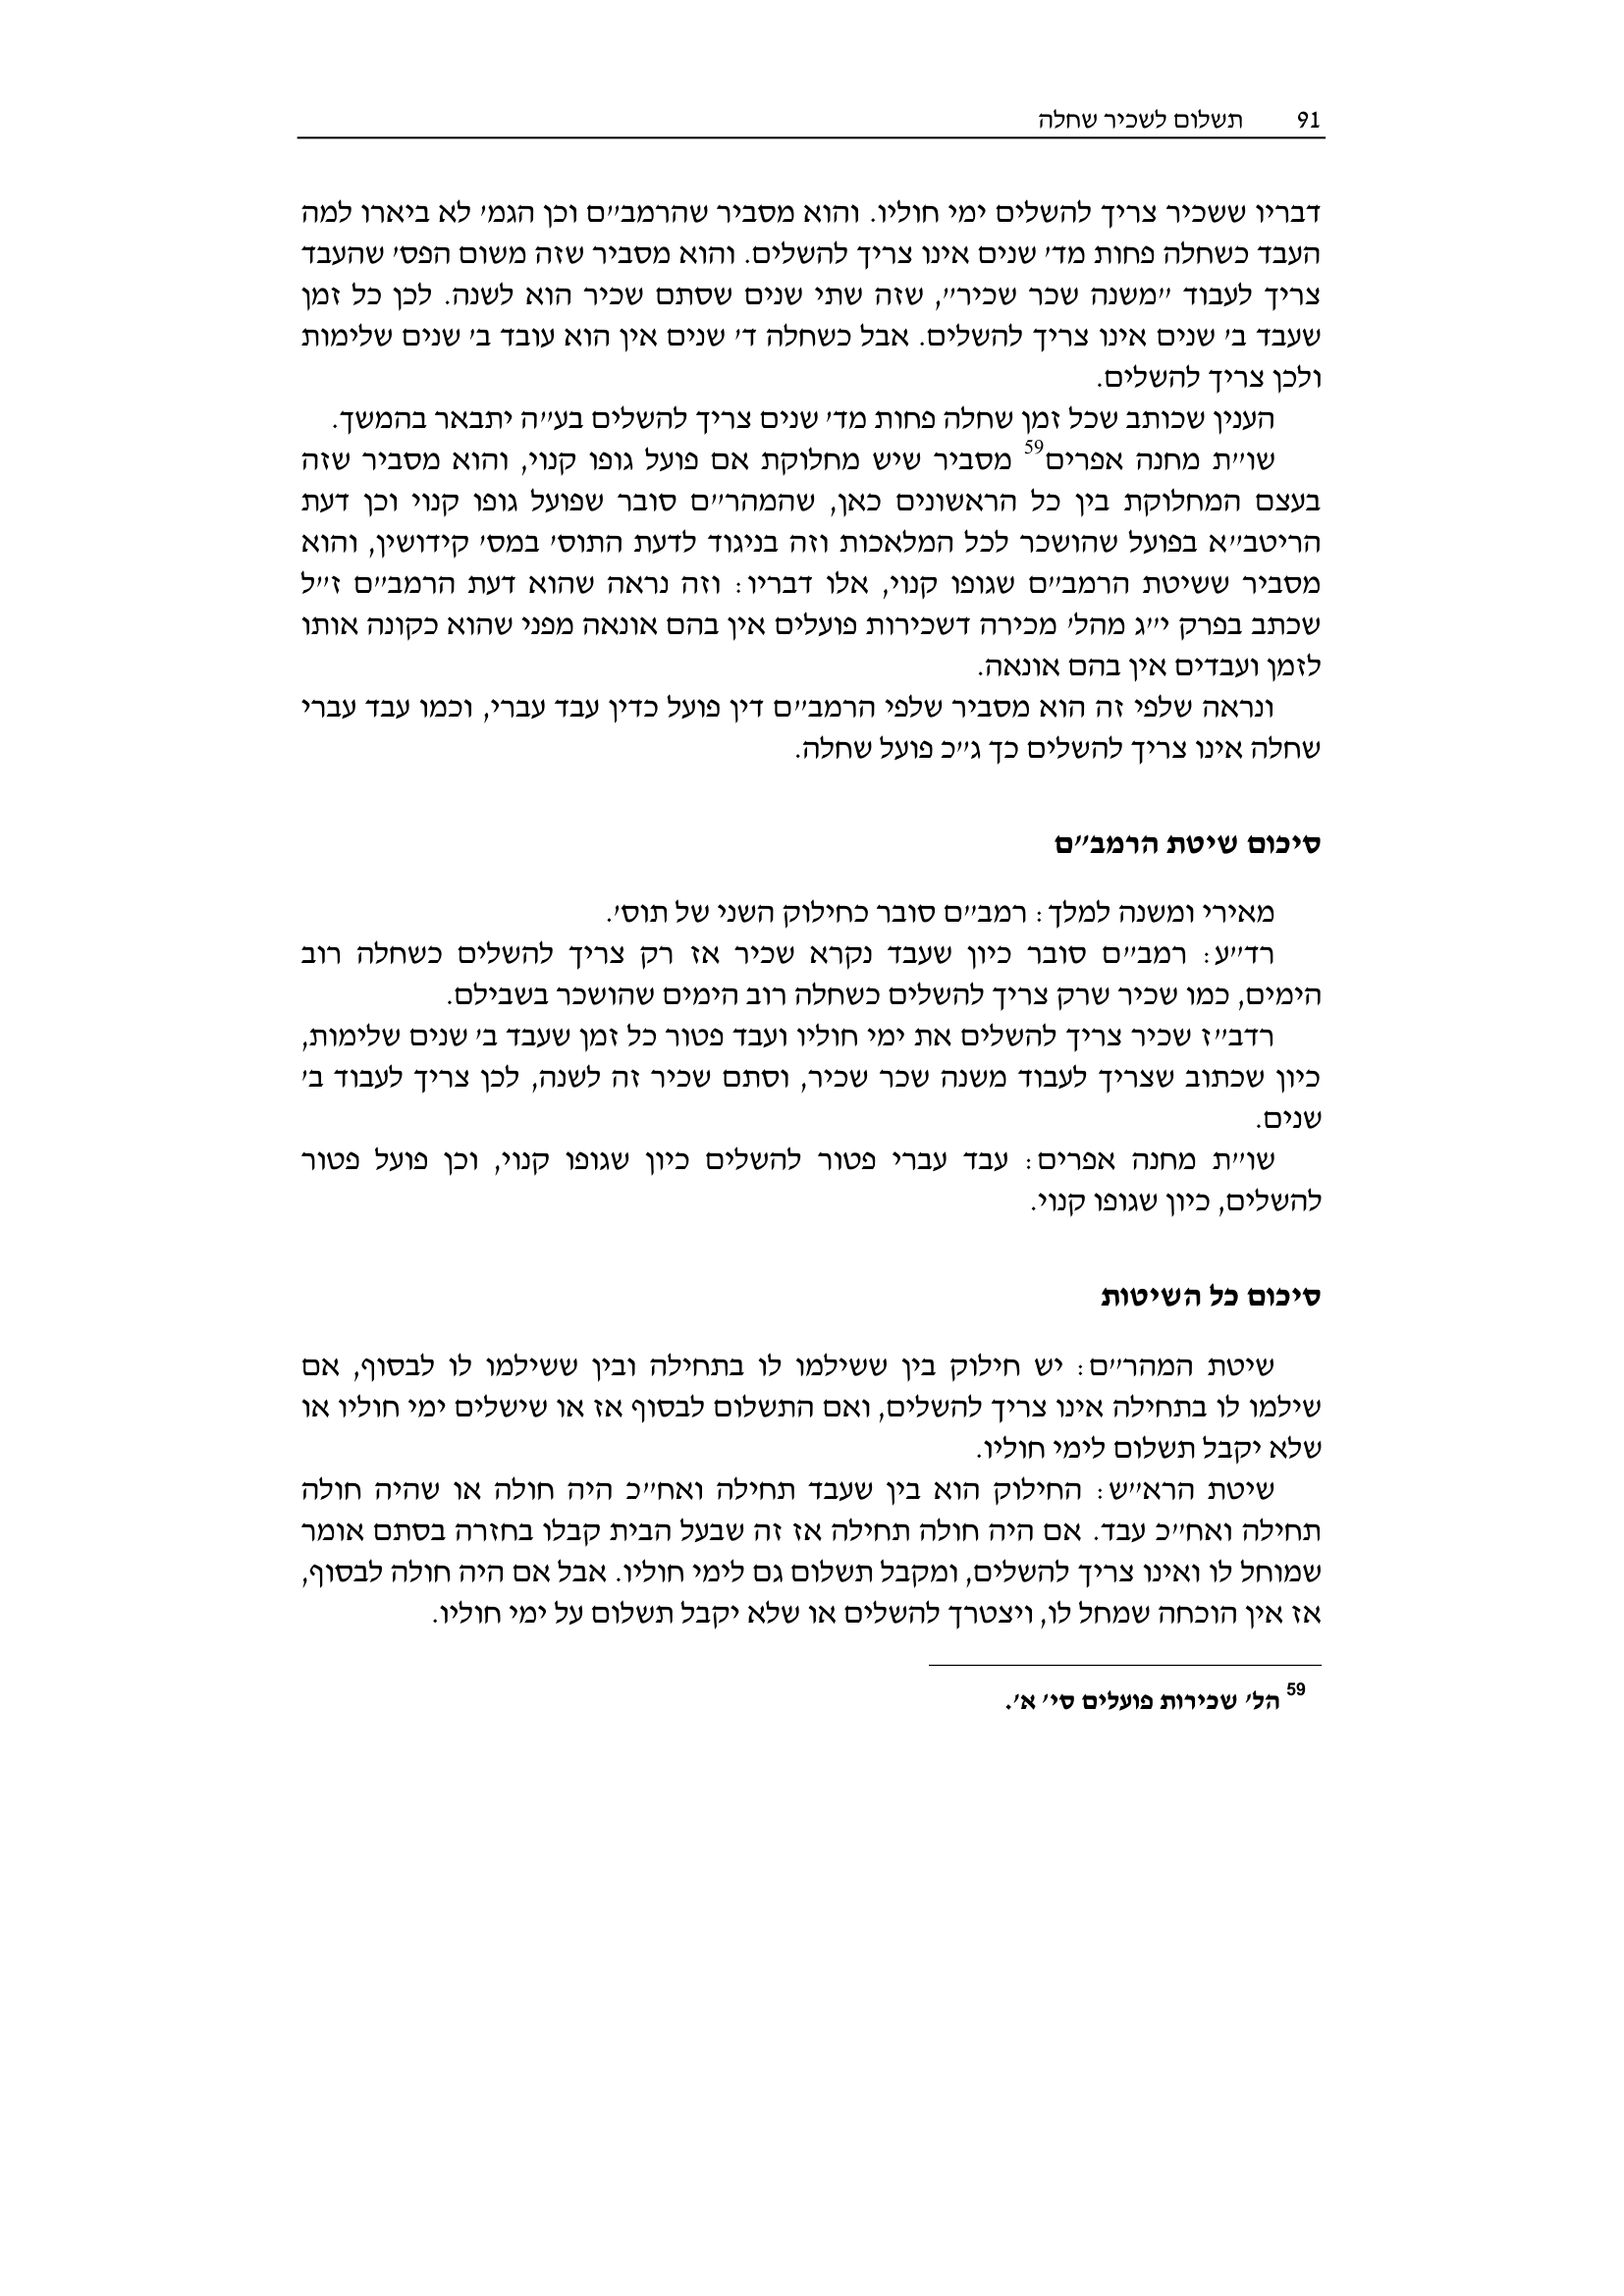 91 תשלום לשכיר שחלה
דבריו ששכיר צריך להשלים ימי חוליו. והוא מסביר שהרמב״ם וכן הגמ׳ לא ביארו למה
העבד כשחלה פחות מד׳ שנים אינו צריך להשלים. והוא מסביר שזה משום הפס׳ שהעבד
צריך לעבוד ״משנה שכר שכיר״, שזה שתי שנים שסתם שכיר הוא לשנה. לכן כל זמן
שעבד ב׳ שנים אינו צריך להשלים. אבל כשחלה ד׳ שנים אין הוא עובד ב׳ שנים שלימות
ולכן צריך להשלים.
הענין שכותב שכל זמן שחלה פחות מד׳ שנים צריך להשלים בע״ה יתבאר בהמשך.
שו״ת מחנה אפרים59 מסביר שיש מחלוקת אם פועל גופו קנוי, והוא מסביר שזה
בעצם המחלוקת בין כל הראשונים כאן, שהמהר״ם סובר שפועל גופו קנוי וכן דעת
הריטב״א בפועל שהושכר לכל המלאכות וזה בניגוד לדעת התוס׳ במס׳ קידושין, והוא
מסביר ששיטת הרמב״ם שגופו קנוי, אלו דבריו: וזה נראה שהוא דעת הרמב״ם ז״ל
שכתב בפרק י״ג מהל׳ מכירה דשכירות פועלים אין בהם אונאה מפני שהוא כקונה אותו
לזמן ועבדים אין בהם אונאה.
ונראה שלפי זה הוא מסביר שלפי הרמב״ם דין פועל כדין עבד עברי, וכמו עבד עברי
שחלה אינו צריך להשלים כך ג״כ פועל שחלה.
סיכום שיטת הרמב״ם
מאירי ומשנה למלך: רמב״ם סובר כחילוק השני של תוס׳.
רד״ע: רמב״ם סובר כיון שעבד נקרא שכיר אז רק צריך להשלים כשחלה רוב
הימים, כמו שכיר שרק צריך להשלים כשחלה רוב הימים שהושכר בשבילם.
רדב״ז שכיר צריך להשלים את ימי חוליו ועבד פטור כל זמן שעבד ב׳ שנים שלימות,
כיון שכתוב שצריך לעבוד משנה שכר שכיר, וסתם שכיר זה לשנה, לכן צריך לעבוד ב׳
שנים.
שו״ת מחנה אפרים: עבד עברי פטור להשלים כיון שגופו קנוי, וכן פועל פטור
להשלים, כיון שגופו קנוי.
סיכום כל השיטות
שיטת המהר״ם: יש חילוק בין ששילמו לו בתחילה ובין ששילמו לו לבסוף, אם
שילמו לו בתחילה אינו צריך להשלים, ואם התשלום לבסוף אז או שישלים ימי חוליו או
שלא יקבל תשלום לימי חוליו.
שיטת הרא״ש: החילוק הוא בין שעבד תחילה ואח״כ היה חולה או שהיה חולה
תחילה ואח״כ עבד. אם היה חולה תחילה אז זה שבעל הבית קבלו בחזרה בסתם אומר
שמוחל לו ואינו צריך להשלים, ומקבל תשלום גם לימי חוליו. אבל אם היה חולה לבסוף,
אז אין הוכחה שמחל לו, ויצטרך להשלים או שלא יקבל תשלום על ימי חוליו.
59 הל׳ שכירות פועלים סי׳ א׳.